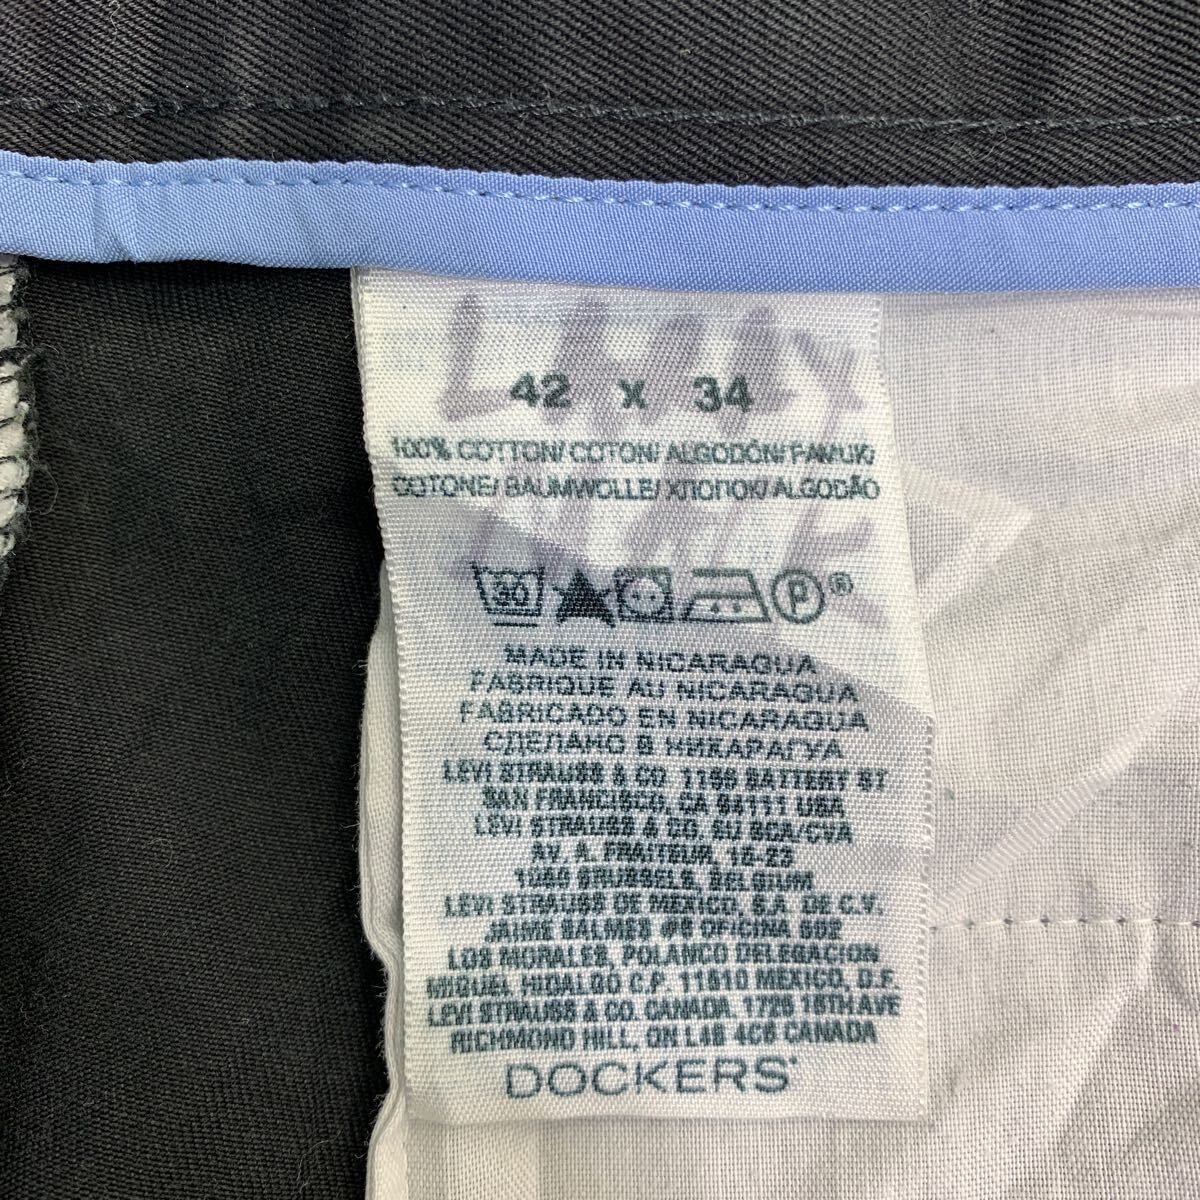 42 x 34
100% COTTON/ COTON/ ALGODÓN/ PAMUK/
COTONE/ BAUMWOLLE/ ХЛОПОК/ ALGODÃO
30 P ®
MADE IN NICARAGUA
FABRIQUE AU NICARAGUA
FABRICADO EN NICARAGUA
СДЕЛАНО В НИКАРАГУА
LEVI STRAUSS & CO. 1155 BATTERY ST
SAN FRANCISCO, CA 94111 USA
LEVI STRAUSS & CO. EU SCA/CVA
AV. A. FRAITEUR, 15-23
1050 BRUSSELS, BELGIUM
LEVI STRAUSS DE MEXICO, S.A. DE C.V.
JAIME BALMES #8 OFICINA 602
LOS MORALES, POLANCO DELEGACION
MIGUEL HIDALGO C.P. 11510 MEXICO, D.F.
LEVI STRAUSS & CO. CANADA 1725 16TH AVE
RICHMOND HILL, ON L4B 4C6 CANADA
DOCKERS®